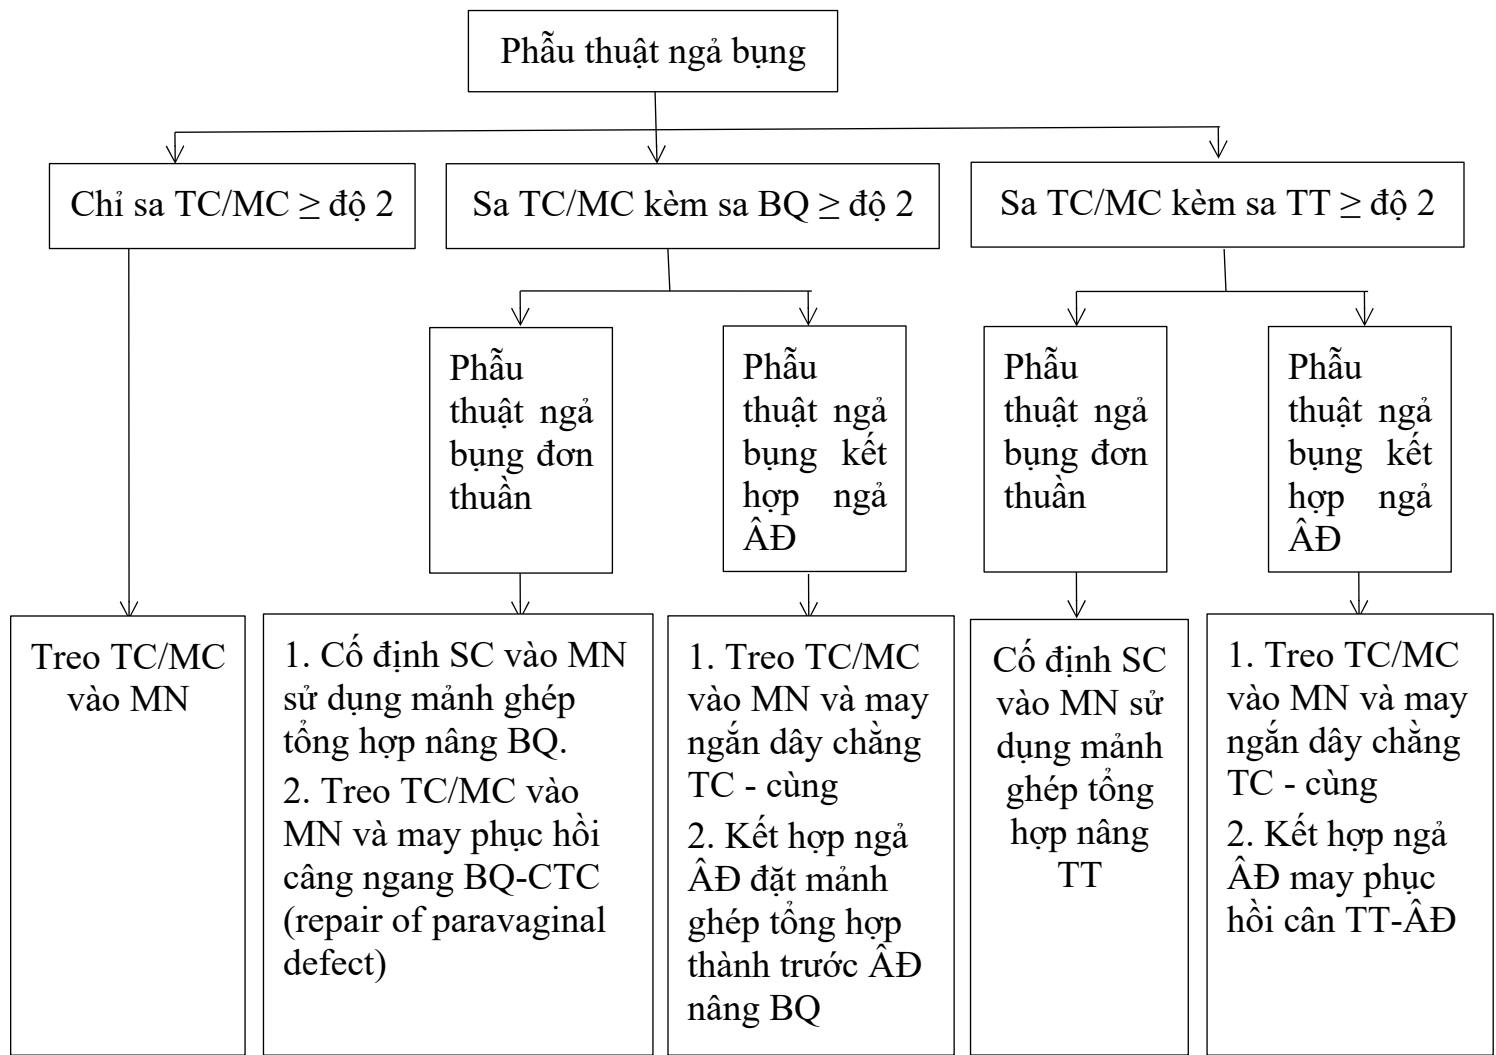 Phẫu thuật ngả bụng
Chỉ sa TC/MC ≥ độ 2
Sa TC/MC kèm sa BQ ≥ độ 2
Sa TC/MC kèm sa TT ≥ độ 2
Phẫu
thuật ngả
bụng đơn
thuần
Phẫu
thuật ngả
bụng kết
hợp ngả
ÂĐ
Phẫu
thuật ngả
bụng đơn
thuần
Phẫu
thuật ngả
bụng kết
hợp ngả
ÂĐ
Treo TC/MC
vào MN
1. Cố định SC vào MN
sử dụng mảnh ghép
tổng hợp nâng BQ.
2. Treo TC/MC vào
MN và may phục hồi
câng ngang BQ-CTC
(repair of paravaginal
defect)
1. Treo TC/MC
vào MN và may
ngắn dây chằng
TC - cùng
2. Kết hợp ngả
ÂĐ đặt mảnh
ghép tổng hợp
thành trước ÂĐ
nâng BQ
Cố định SC
vào MN sử
dụng mảnh
ghép tổng
hợp nâng
TT
1. Treo TC/MC
vào MN và may
ngắn dây chằng
TC - cùng
2. Kết hợp ngả
ÂĐ may phục
hồi cân TT-ÂĐ